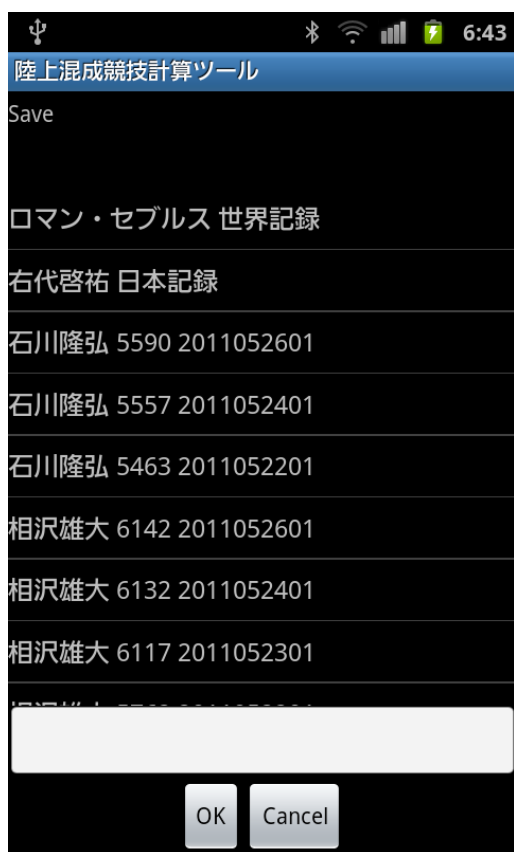 6:43
陸上混成競技計算ツール
Save
ロマン・セブルス 世界記録
右代啓祐 日本記録
石川隆弘 5590 2011052601
石川隆弘 5557 2011052401
石川隆弘 5463 2011052201
相沢雄大 6142 2011052601
相沢雄大 6132 2011052401
相沢雄大 6117 2011052301
OK Cancel